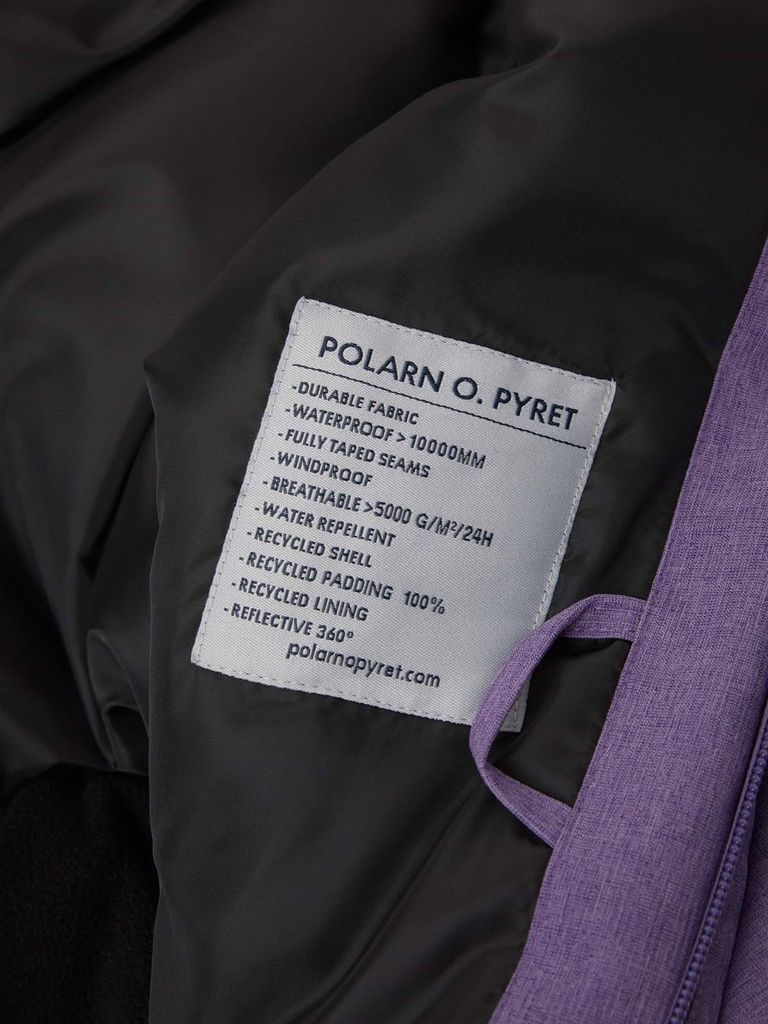 POLARN O. PYRET
-DURABLE FABRIC
-WATERPROOF > 10000MM
-FULLY TAPED SEAMS
-WINDPROOF
-BREATHABLE >5000 G/M²/24H
-WATER REPELLENT
-RECYCLED SHELL
-RECYCLED PADDING 100%
-RECYCLED LINING
-REFLECTIVE 360°
polarnopyret.com